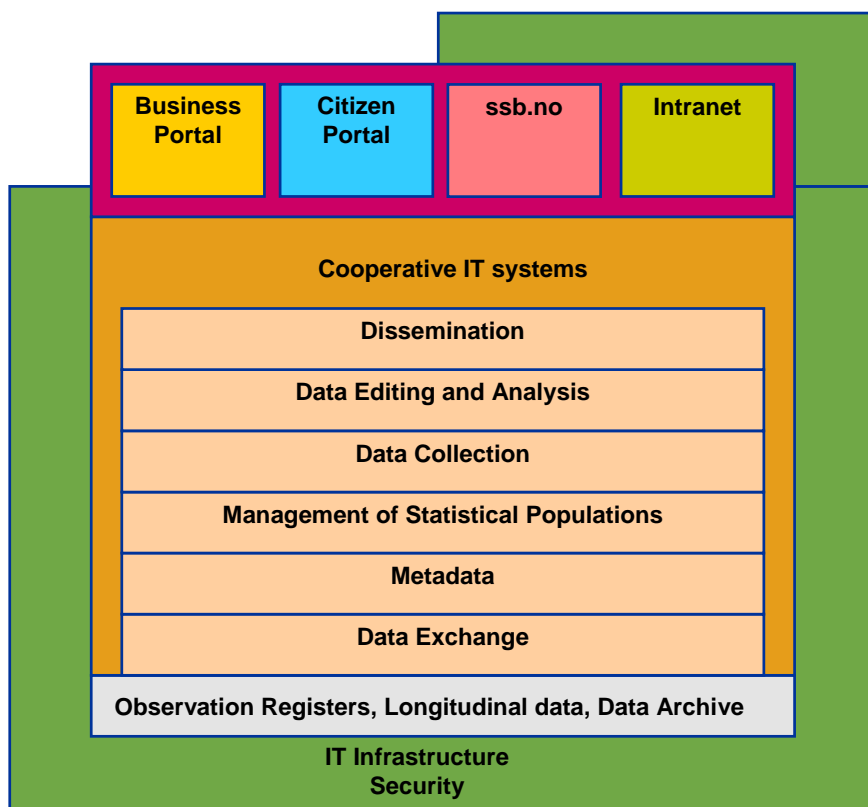 Business
Portal
Citizen
Portal
ssb.no
Intranet
Cooperative IT systems
Dissemination
Data Editing and Analysis
Data Collection
Management of Statistical Populations
Metadata
Data Exchange
Observation Registers, Longitudinal data, Data Archive
IT Infrastructure
Security